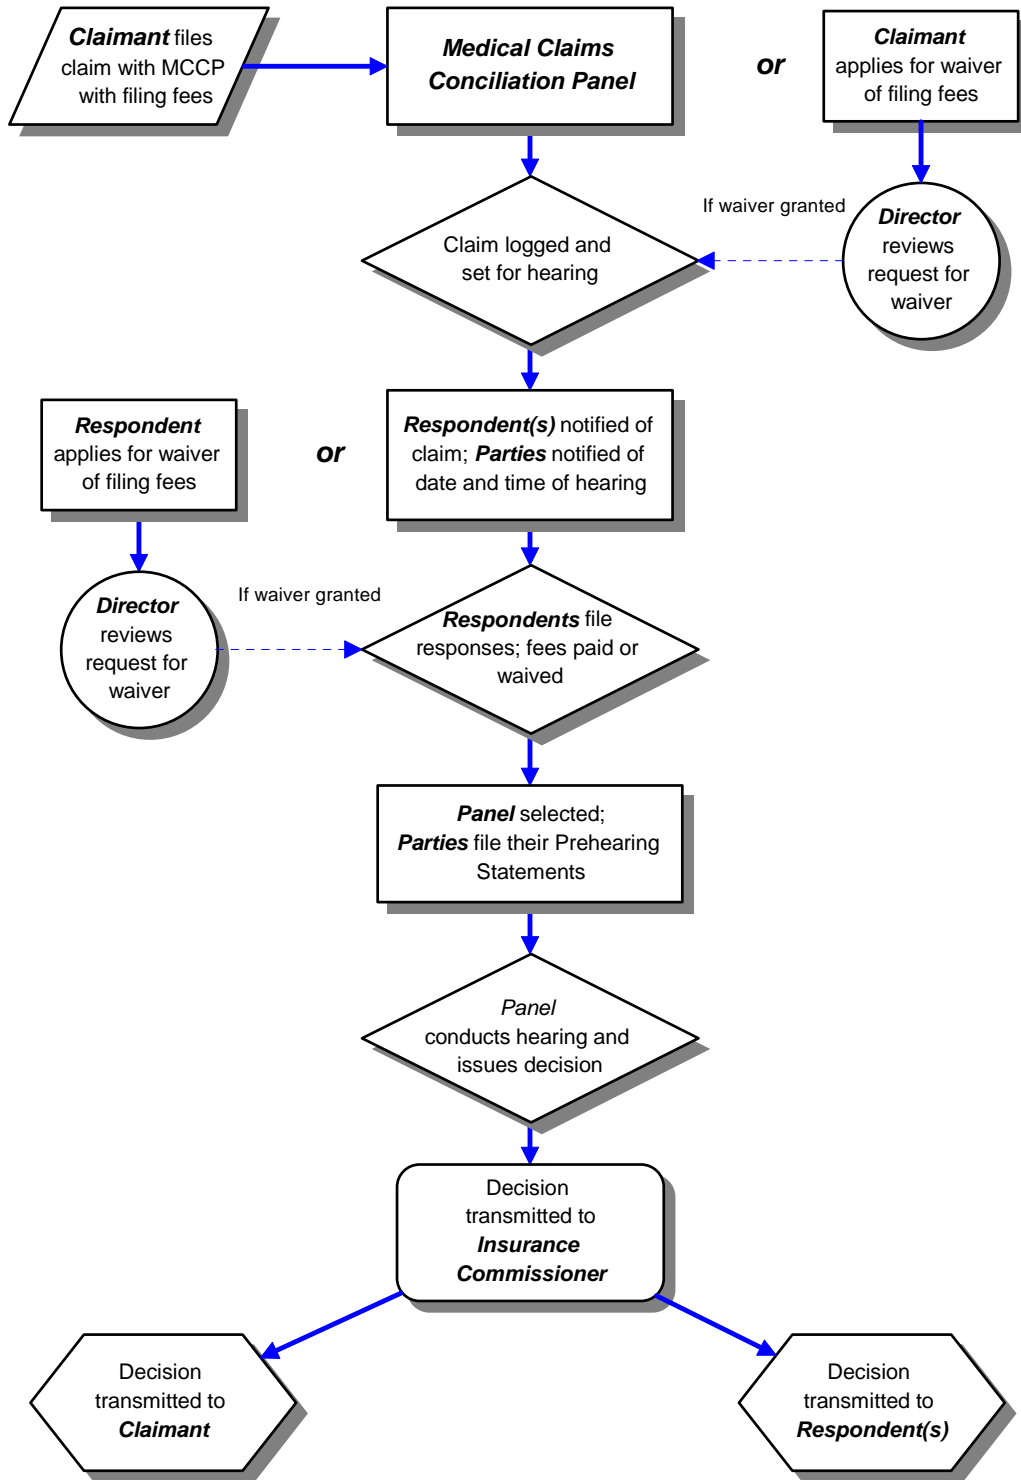 Claimant files
claim with MCCP
with filing fees
Medical Claims
Conciliation Panel
or
Claimant
applies for waiver
of filing fees
If waiver granted
Director
reviews
request for
waiver
Claim logged and
set for hearing
Respondent
applies for waiver
of filing fees
or
Respondent(s) notified of
claim; Parties notified of
date and time of hearing
Director
reviews
request for
waiver
If waiver granted
Respondents file
responses; fees paid or
waived
Panel selected;
Parties file their Prehearing
Statements
Panel
conducts hearing and
issues decision
Decision
transmitted to
Insurance
Commissioner
Decision
transmitted to
Claimant
Decision
transmitted to
Respondent(s)